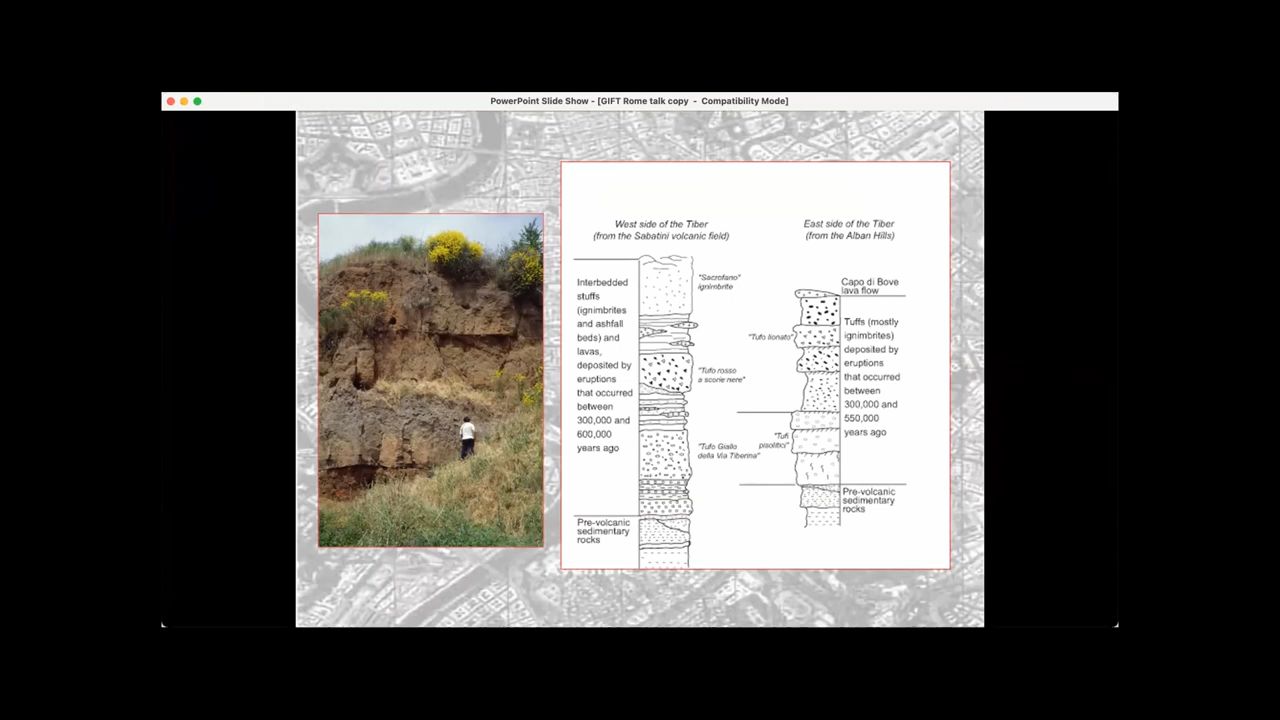 PowerPoint Slide Show - [GIFT Rome talk copy - Compatibility Mode]
West side of the Tiber
(from the Sabatini volcanic field)
East side of the Tiber
(from the Alban Hills)
Interbedded
stuffs
(ignimbrites
and ashfall
beds) and
lavas,
deposited by
eruptions
that occurred
between
300,000 and
600,000
years ago
Pre-volcanic
sedimentary
rocks
"Sacrofano"
ignimbrite
"Tufo rosso
a scorie nere"
"Tufo Giallo
della Via Tiberina"
"Tufo lionato"
"Tufi
pisolitici"
Capo di Bove
lava flow
Tuffs (mostly
ignimbrites)
deposited by
eruptions
that occurred
between
300,000 and
550,000
years ago
Pre-volcanic
sedimentary
rocks